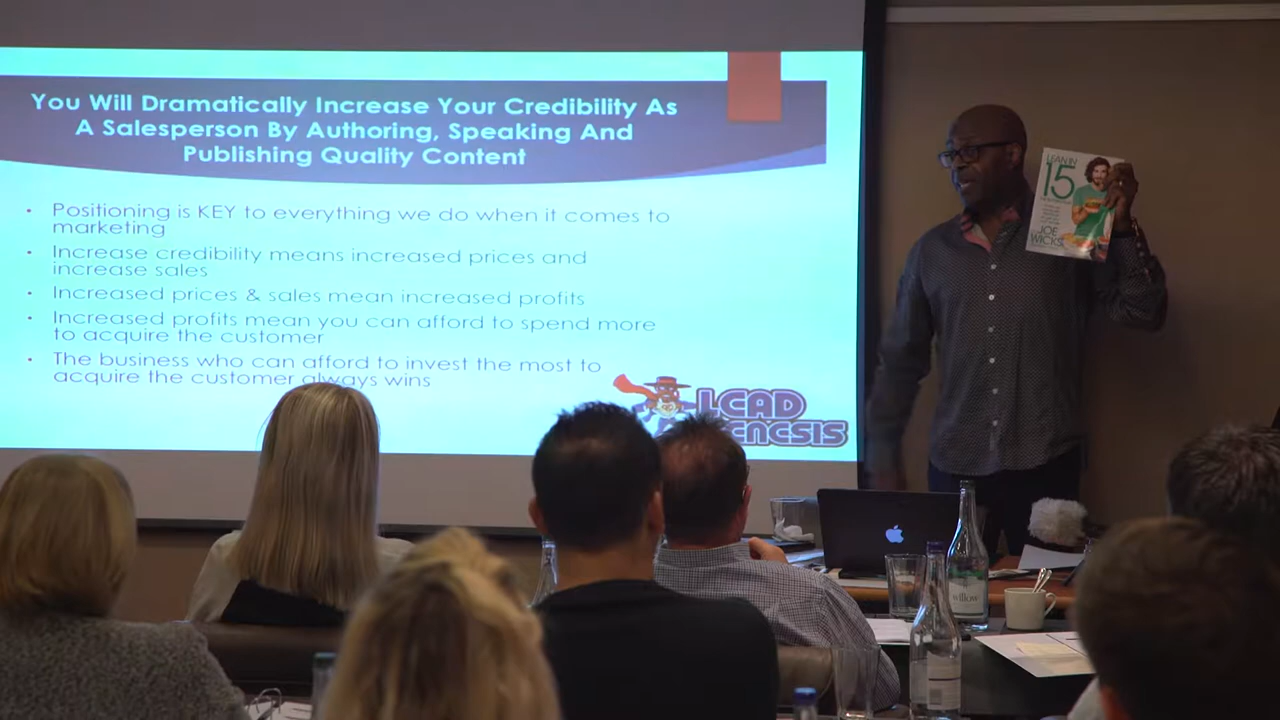 You Will Dramatically Increase Your Credibility As
A Salesperson By Authoring, Speaking And
Publishing Quality Content
• Positioning is KEY to everything we do when it comes to
marketing
• Increase credibility means increased prices and
increase sales
• Increased prices & sales mean increased profits
• Increased profits mean you can afford to spend more
to acquire the customer
• The business who can afford to invest the most to
acquire the customer always wins
LEAD
GENESIS
LEAN IN
15
JOE
WICKS
willow